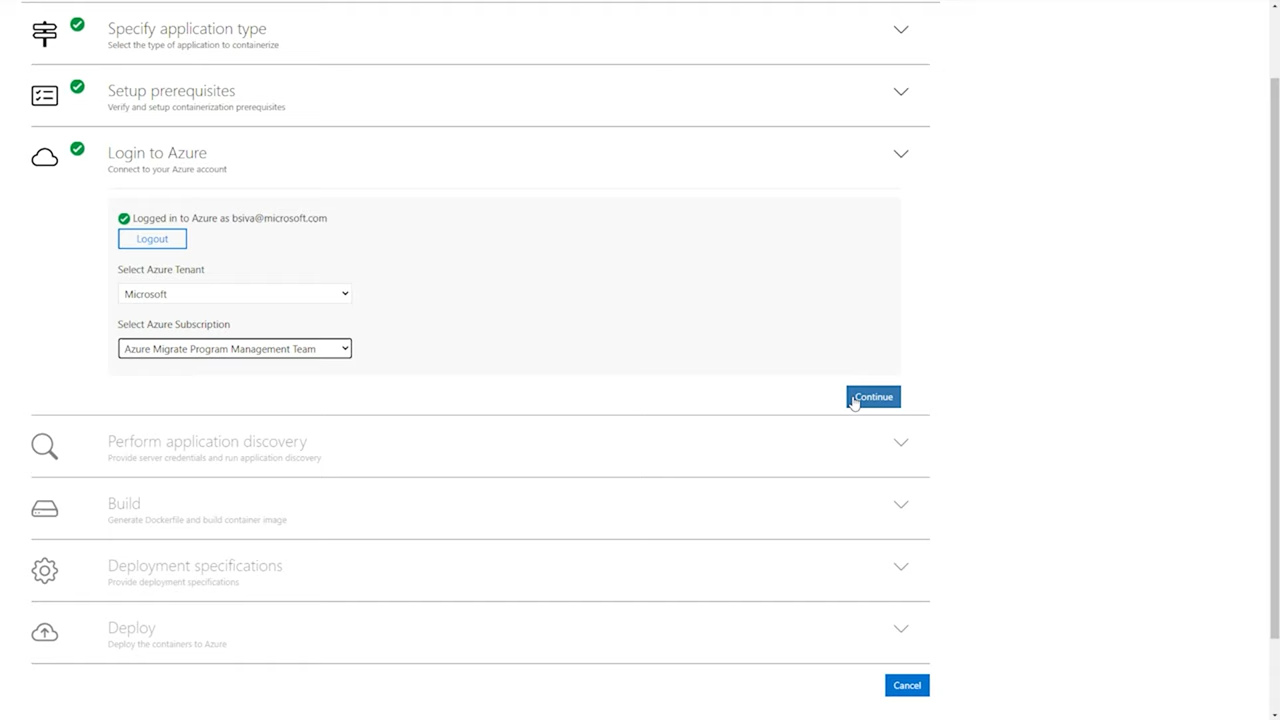 Specify application type
Select the type of application to containerize
Setup prerequisites
Verify and setup containerization prerequisites
Login to Azure
Connect to your Azure account
Logged in to Azure as bsiva@microsoft.com
Logout
Select Azure Tenant
Microsoft
Select Azure Subscription
Azure Migrate Program Management Team
Continue
Perform application discovery
Provide server credentials and run application discovery
Build
Generate Dockerfile and build container image
Deployment specifications
Provide deployment specifications
Deploy
Deploy the containers to Azure
Cancel